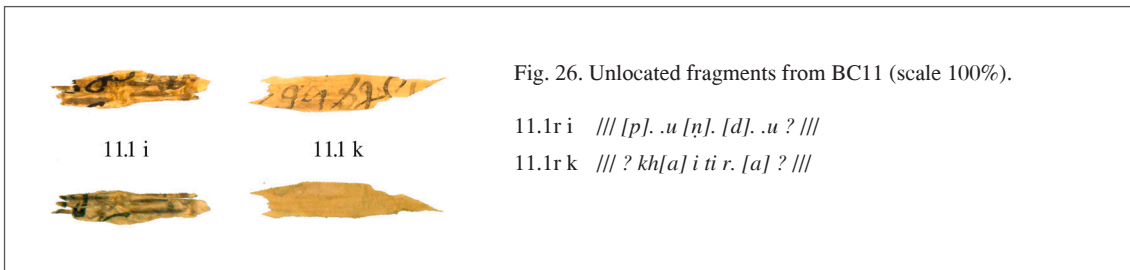 Fig. 26. Unlocated fragments from BC11 (scale 100%).
11.1 i
11.1 k
11.1r i /// [p]. .u [ṇ]. [d]. .u ? ///
11.1r k /// ? kh[a] i ti r. [a] ? ///